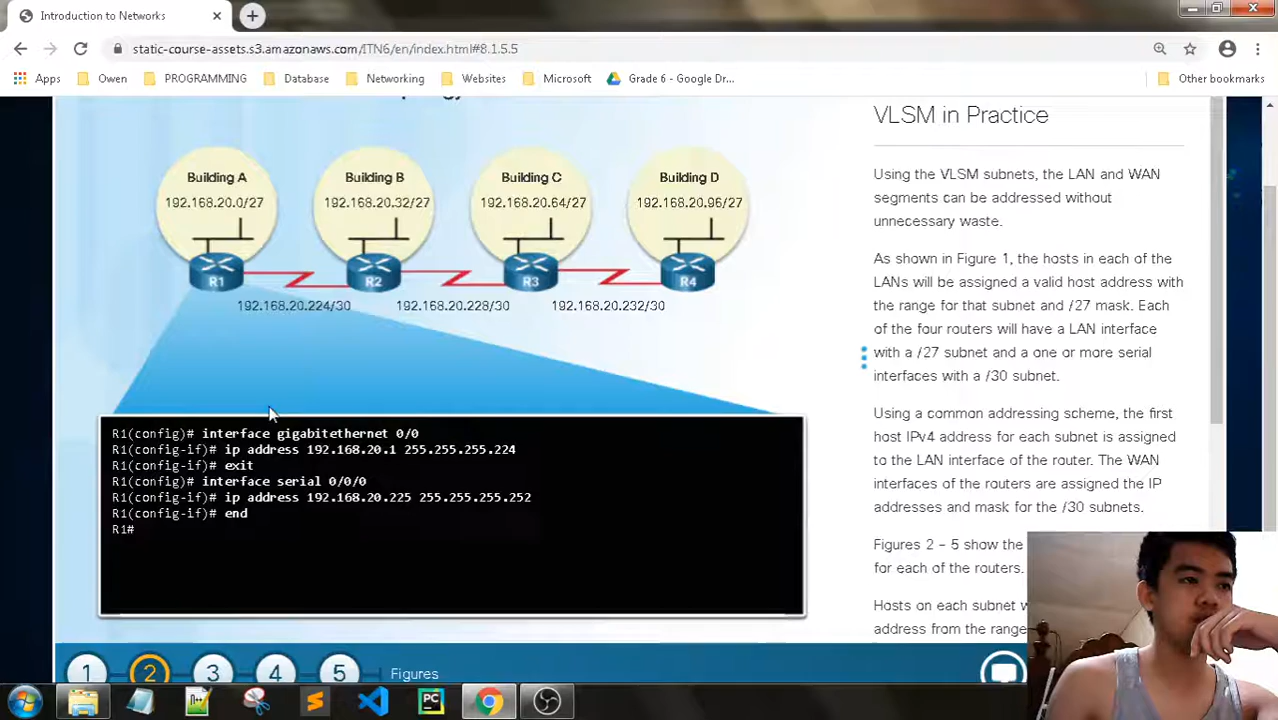 Introduction to Networks
static-course-assets.s3.amazonaws.com/ITN6/en/index.html#8.1.5.5
Apps Owen PROGRAMMING Database Networking Websites Microsoft Grade 6 - Google Dr... Other bookmarks
Building A Building B Building C Building D
192.168.20.0/27 192.168.20.32/27 192.168.20.64/27 192.168.20.96/27
R1 R2 R3 R4
192.168.20.224/30 192.168.20.228/30 192.168.20.232/30
R1(config)# interface gigabitethernet 0/0
R1(config-if)# ip address 192.168.20.1 255.255.255.224
R1(config-if)# exit
R1(config)# interface serial 0/0/0
R1(config-if)# ip address 192.168.20.225 255.255.255.252
R1(config-if)# end
R1#
1 2 3 4 5 Figures
VLSM in Practice
Using the VLSM subnets, the LAN and WAN
segments can be addressed without
unnecessary waste.
As shown in Figure 1, the hosts in each of the
LANs will be assigned a valid host address with
the range for that subnet and /27 mask. Each
of the four routers will have a LAN interface
with a /27 subnet and a one or more serial
interfaces with a /30 subnet.
Using a common addressing scheme, the first
host IPv4 address for each subnet is assigned
to the LAN interface of the router. The WAN
interfaces of the routers are assigned the IP
addresses and mask for the /30 subnets.
Figures 2 – 5 show the
for each of the routers.
Hosts on each subnet
address from the range
PC